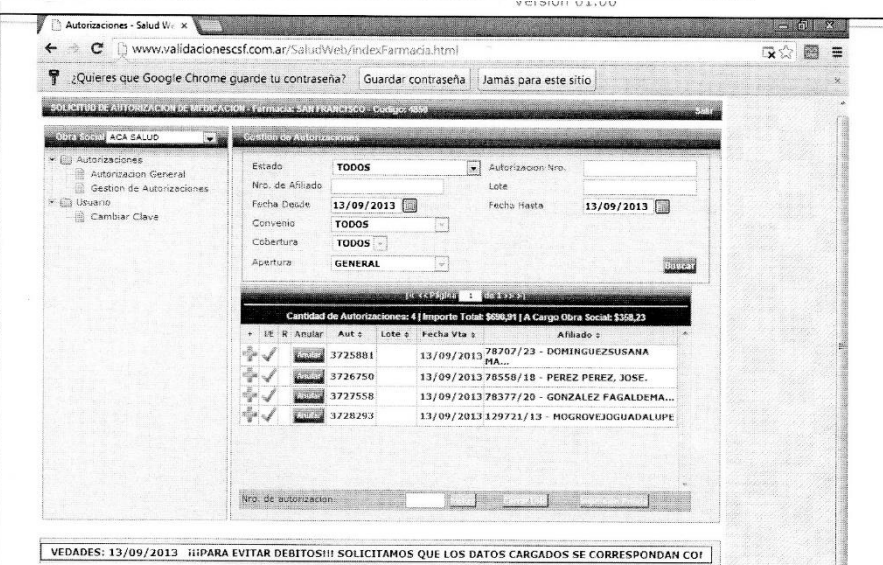 Versión 01.00
Autorizaciones - Salud We x
www.validacionescsf.com.ar/SaludWeb/indexFarmacia.html
¿Quieres que Google Chrome guarde tu contraseña? Guardar contraseña Jamás para este sitio
SOLICITUD DE AUTORIZACION DE MEDICACION - Farmacia: SAN FRANCISCO - Codigo: 4850 Salir
Obra Social ACA SALUD
Autorizaciones
Autorizacion General
Gestion de Autorizaciones
Usuario
Cambiar Clave
Gestion de Autorizaciones
Estado TODOS Autorizacion Nro.
Nro. de Afiliado Lote
Fecha Desde 13/09/2013 Fecha Hasta 13/09/2013
Convenio TODOS
Cobertura TODOS
Apertura GENERAL
Buscar
|< << Página 1 de 1 >> >|
Cantidad de Autorizaciones: 4 | Importe Total: $690,91 | A Cargo Obra Social: $358,23
+ I/E R Anular Aut Lote Fecha Vta Afiliado
Anular 3725881 13/09/2013 78707/23 - DOMINGUEZSUSANA MA...
Anular 3726750 13/09/2013 78558/18 - PEREZ PEREZ, JOSE.
Anular 3727558 13/09/2013 78377/20 - GONZALEZ FAGALDEMA...
Anular 3728293 13/09/2013 129721/13 - MOGROVEJOGUADALUPE
Nro. de autorizacion:
VEDADES: 13/09/2013 ¡¡¡PARA EVITAR DEBITOS!!! SOLICITAMOS QUE LOS DATOS CARGADOS SE CORRESPONDAN CON